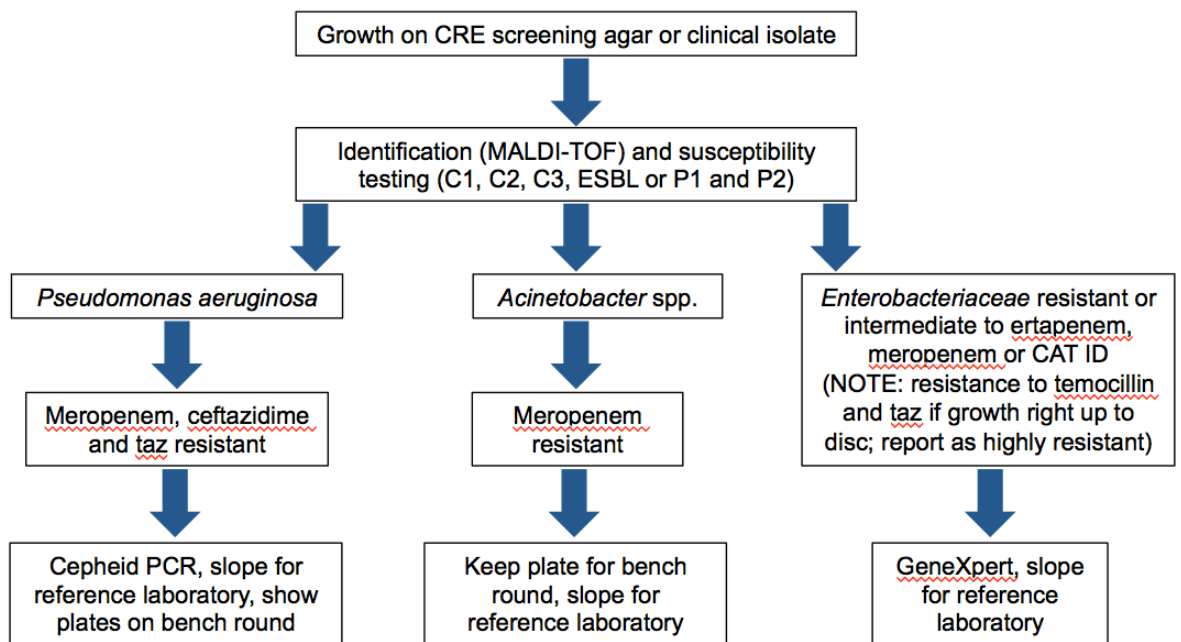 Growth on CRE screening agar or clinical isolate
Identification (MALDI-TOF) and susceptibility
testing (C1, C2, C3, ESBL or P1 and P2)
Pseudomonas aeruginosa
Meropenem, ceftazidime
and taz resistant
Cepheid PCR, slope for
reference laboratory, show
plates on bench round
Acinetobacter spp.
Meropenem
resistant
Keep plate for bench
round, slope for
reference laboratory
Enterobacteriaceae resistant or
intermediate to ertapenem,
meropenem or CAT ID
(NOTE: resistance to temocillin
and taz if growth right up to
disc; report as highly resistant)
GeneXpert, slope
for reference
laboratory